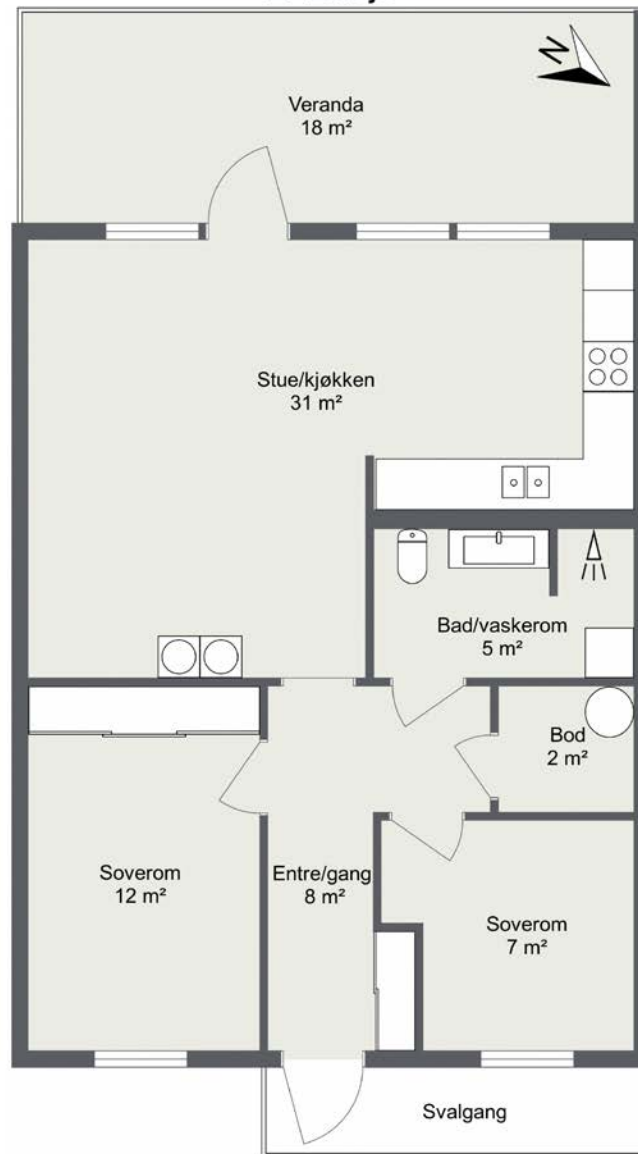 N
Veranda
18 m²
Stue/kjøkken
31 m²
Bad/vaskerom
5 m²
Bod
2 m²
Soverom
12 m²
Entre/gang
8 m²
Soverom
7 m²
Svalgang